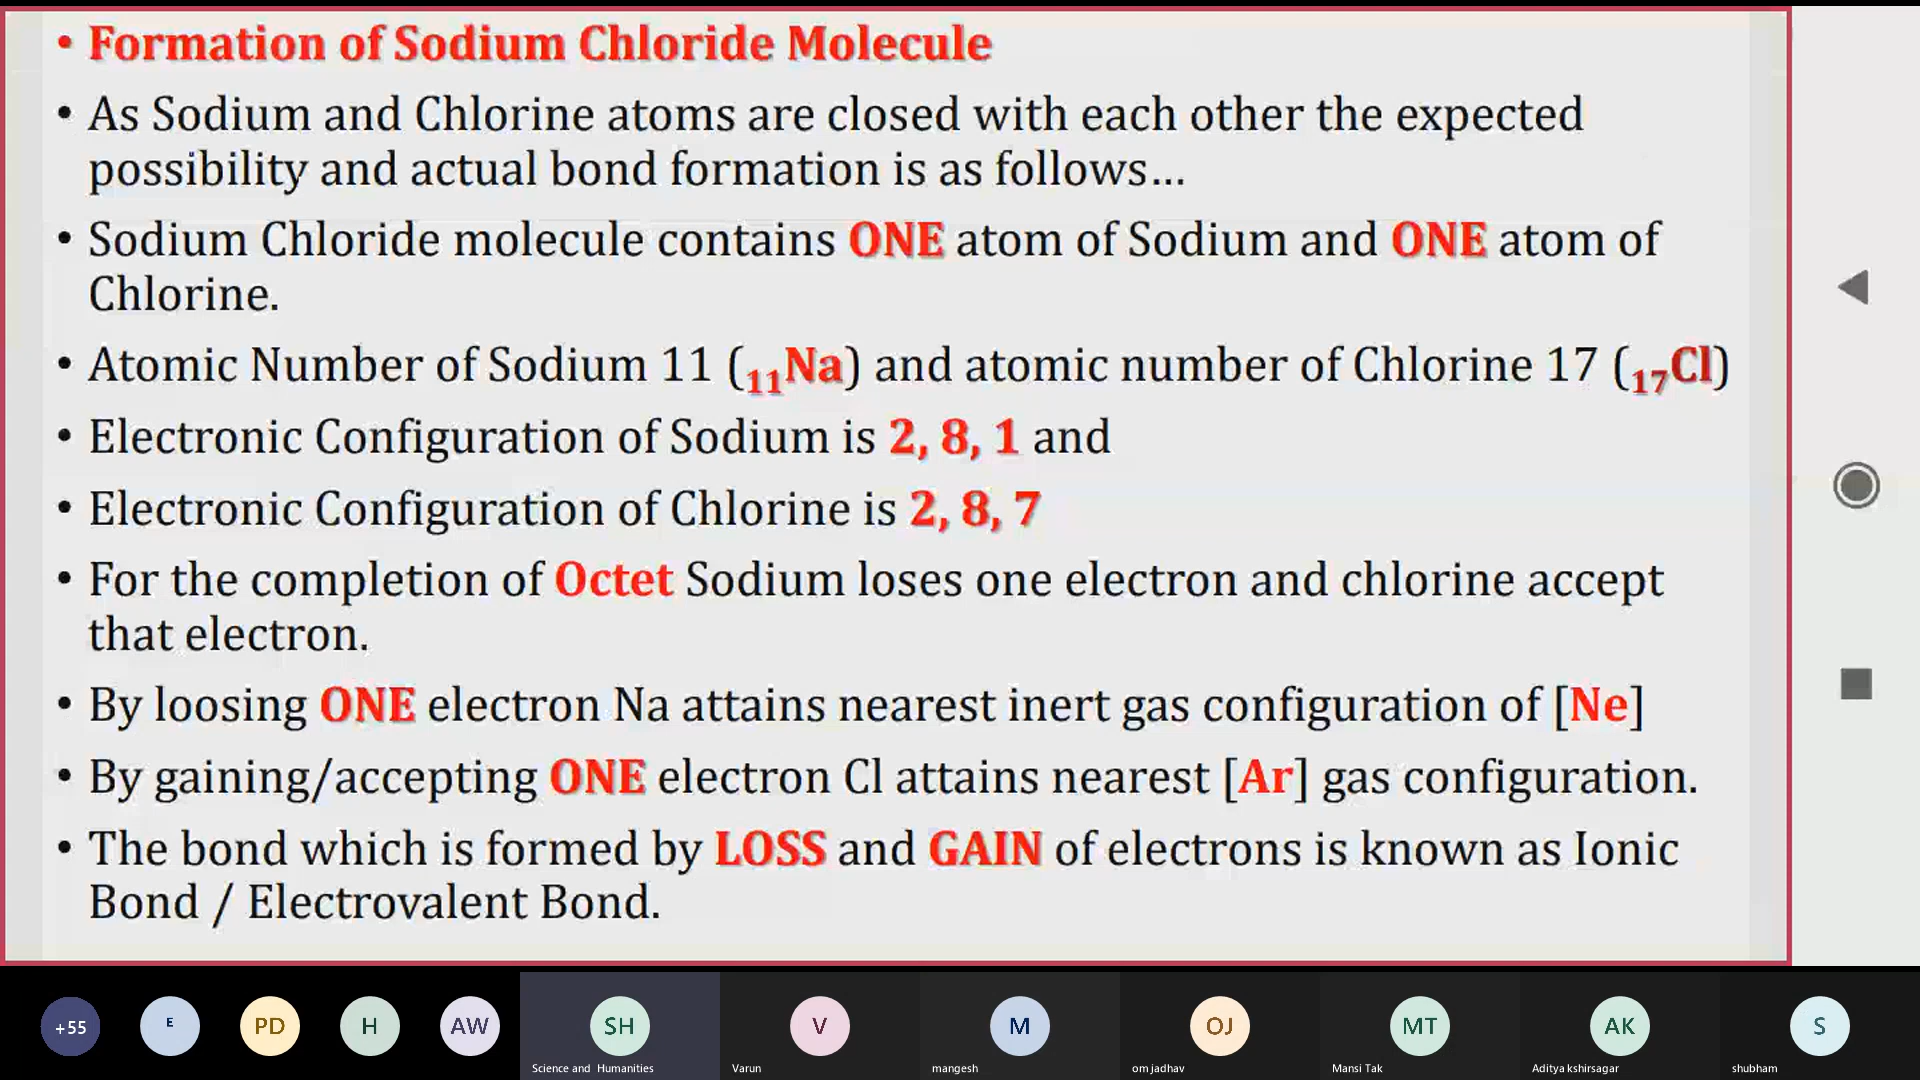 • Formation of Sodium Chloride Molecule
• As Sodium and Chlorine atoms are closed with each other the expected
possibility and actual bond formation is as follows...
• Sodium Chloride molecule contains ONE atom of Sodium and ONE atom of
Chlorine.
• Atomic Number of Sodium 11 (₁₁Na) and atomic number of Chlorine 17 (₁₇Cl)
• Electronic Configuration of Sodium is 2, 8, 1 and
• Electronic Configuration of Chlorine is 2, 8, 7
• For the completion of Octet Sodium loses one electron and chlorine accept
that electron.
• By loosing ONE electron Na attains nearest inert gas configuration of [Ne]
• By gaining/accepting ONE electron Cl attains nearest [Ar] gas configuration.
• The bond which is formed by LOSS and GAIN of electrons is known as Ionic
Bond / Electrovalent Bond.
+55 E PD H AW SH V M OJ MT AK S
Science and Humanities Varun mangesh om jadhav Mansi Tak Aditya kshirsagar shubham